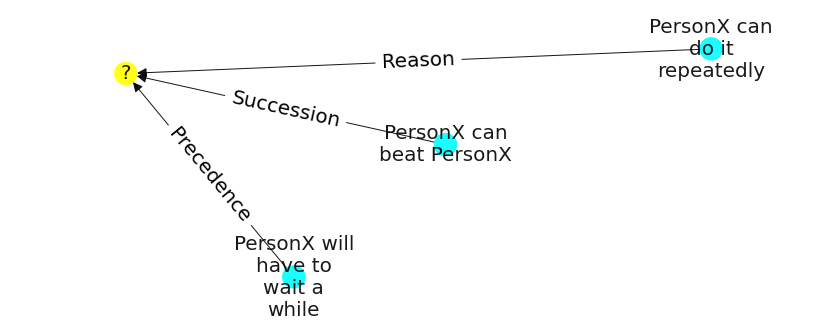 PersonX can
do it
repeatedly
Reason
?
Succession
PersonX can
beat PersonX
Precedence
PersonX will
have to
wait a
while